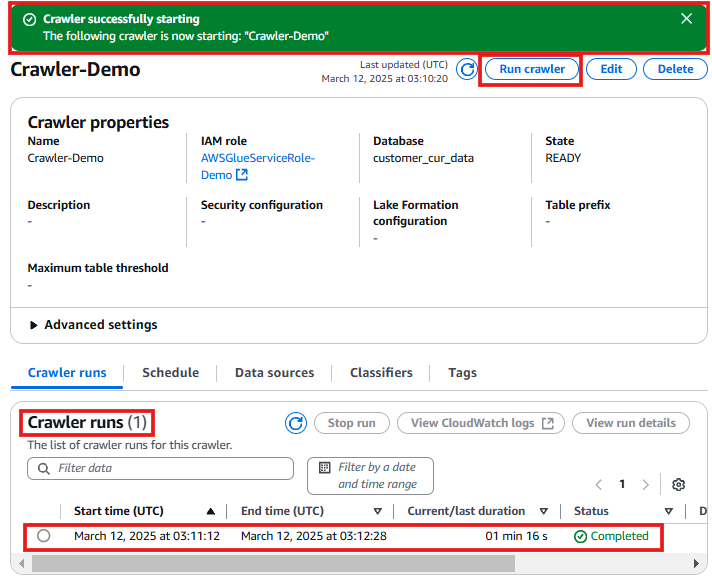 Crawler successfully starting
The following crawler is now starting: "Crawler-Demo"
Crawler-Demo
Last updated (UTC)
March 12, 2025 at 03:10:20
Run crawler
Edit
Delete
Crawler properties
Name
Crawler-Demo
IAM role
AWSGlueServiceRole-
Demo
Database
customer_cur_data
State
READY
Description
-
Security configuration
-
Lake Formation
configuration
-
Table prefix
-
Maximum table threshold
-
Advanced settings
Crawler runs
Schedule
Data sources
Classifiers
Tags
Crawler runs (1)
The list of crawler runs for this crawler.
Stop run
View CloudWatch logs
View run details
Filter data
Filter by a date
and time range
1
Start time (UTC)
End time (UTC)
Current/last duration
Status
D
March 12, 2025 at 03:11:12
March 12, 2025 at 03:12:28
01 min 16 s
Completed